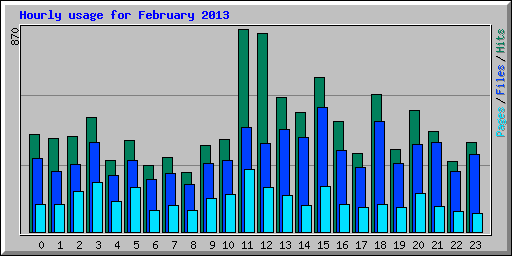 Hourly usage for February 2013
870
Pages/Files/Hits
0 1 2 3 4 5 6 7 8 9 10 11 12 13 14 15 16 17 18 19 20 21 22 23